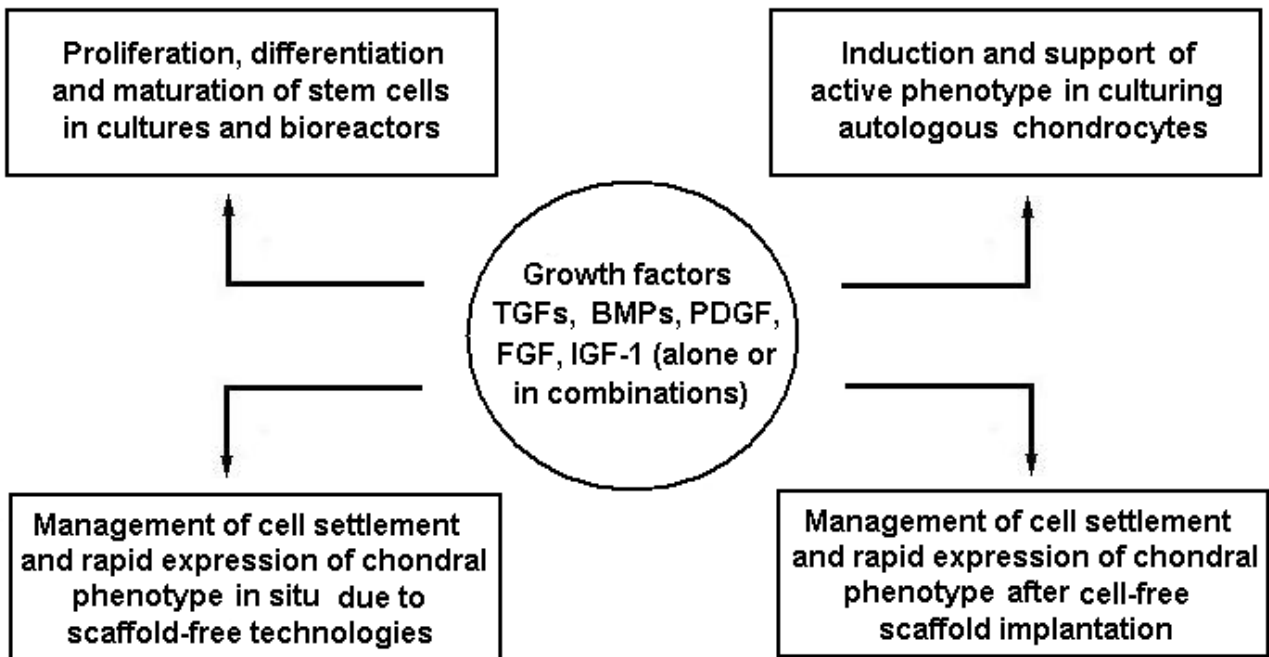 Proliferation, differentiation
and maturation of stem cells
in cultures and bioreactors
Induction and support of
active phenotype in culturing
autologous chondrocytes
Growth factors
TGFs, BMPs, PDGF,
FGF, IGF-1 (alone or
in combinations)
Management of cell settlement
and rapid expression of chondral
phenotype in situ due to
scaffold-free technologies
Management of cell settlement
and rapid expression of chondral
phenotype after cell-free
scaffold implantation